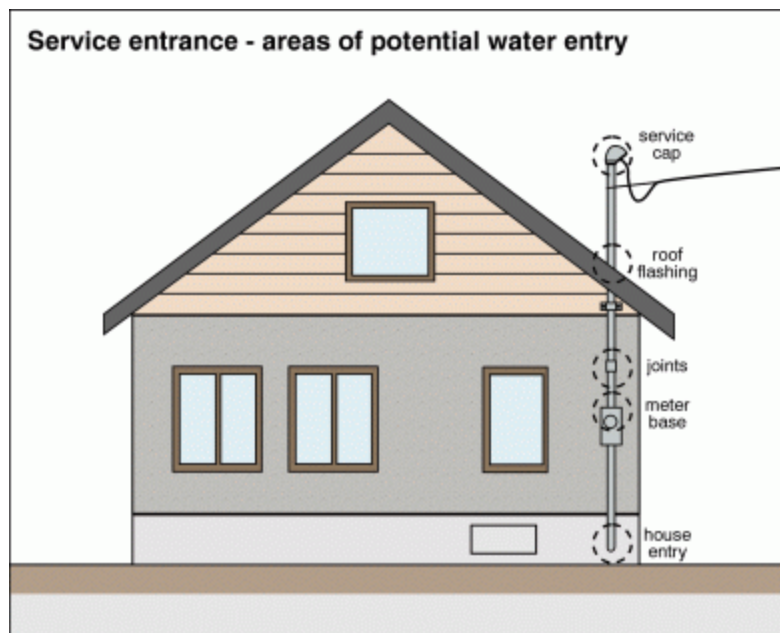 Service entrance - areas of potential water entry
service
cap
roof
flashing
joints
meter
base
house
entry